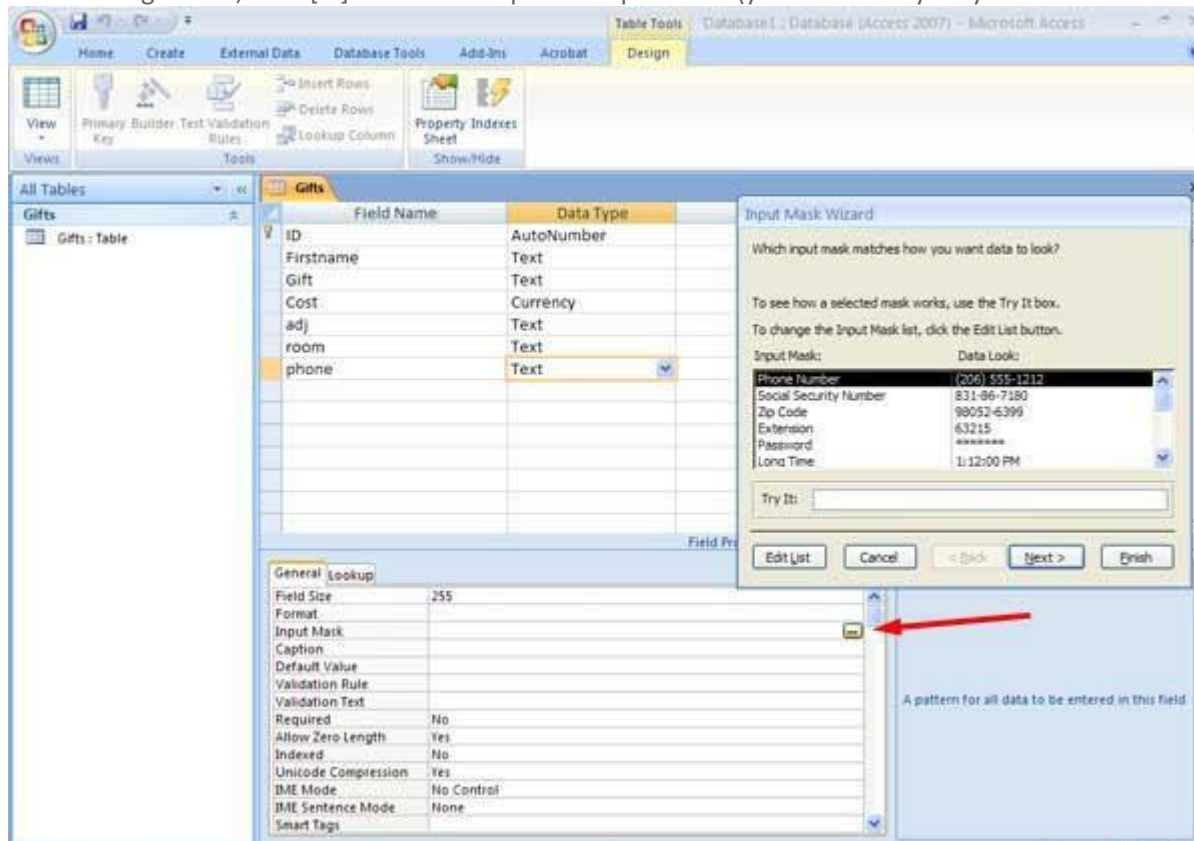 Table Tools
Database1 : Database (Access 2007) - Microsoft Access
Home Create External Data Database Tools Add-Ins Acrobat Design
View
Primary Key
Builder
Test Validation Rules
Insert Rows
Delete Rows
Lookup Column
Property Sheet
Indexes
Views
Tools
Show/Hide
All Tables
Gifts
Gifts : Table
Gifts
Field Name Data Type
ID AutoNumber
Firstname Text
Gift Text
Cost Currency
adj Text
room Text
phone Text
Input Mask Wizard
Which input mask matches how you want data to look?
To see how a selected mask works, use the Try It box.
To change the Input Mask list, click the Edit List button.
Input Mask: Data Look:
Phone Number (206) 555-1212
Social Security Number 831-86-7180
Zip Code 98052-6399
Extension 63215
Password *******
Long Time 1:12:00 PM
Try It:
Edit List Cancel < Back Next > Finish
Field Pr
General Lookup
Field Size 255
Format
Input Mask
Caption
Default Value
Validation Rule
Validation Text
Required No
Allow Zero Length Yes
Indexed No
Unicode Compression Yes
IME Mode No Control
IME Sentence Mode None
Smart Tags
A pattern for all data to be entered in this field